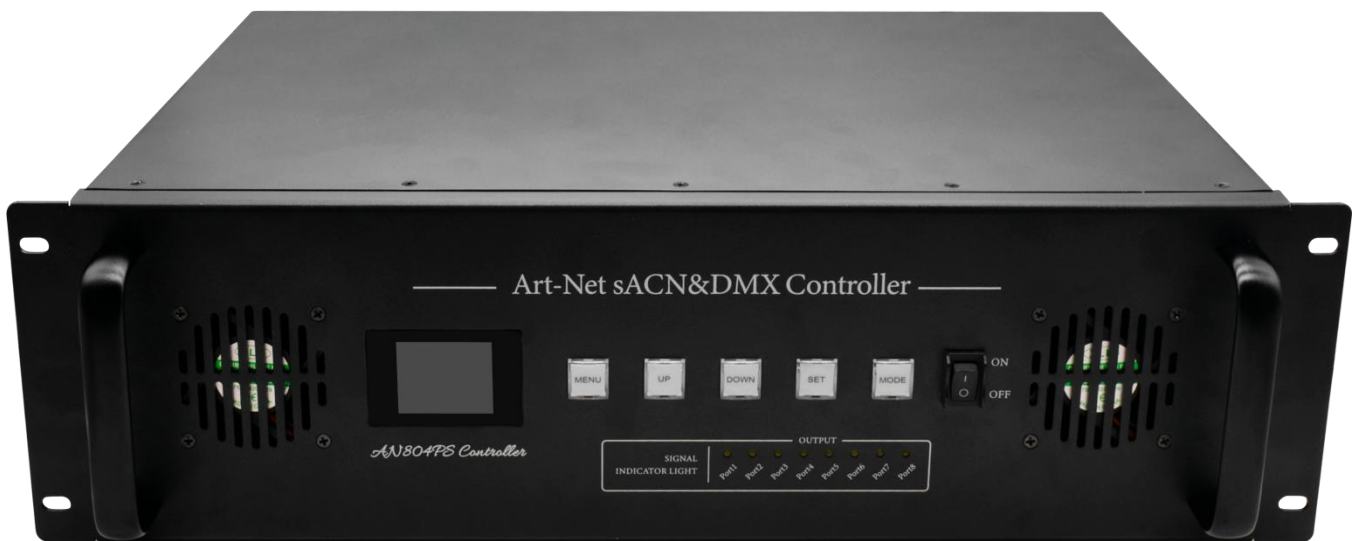 Art-Net sACN&DMX Controller
MENU
UP
DOWN
SET
MODE
I
O
ON
OFF
AN804PS Controller
OUTPUT
SIGNAL
INDICATOR LIGHT
Port1
Port2
Port3
Port4
Port5
Port6
Port7
Port8